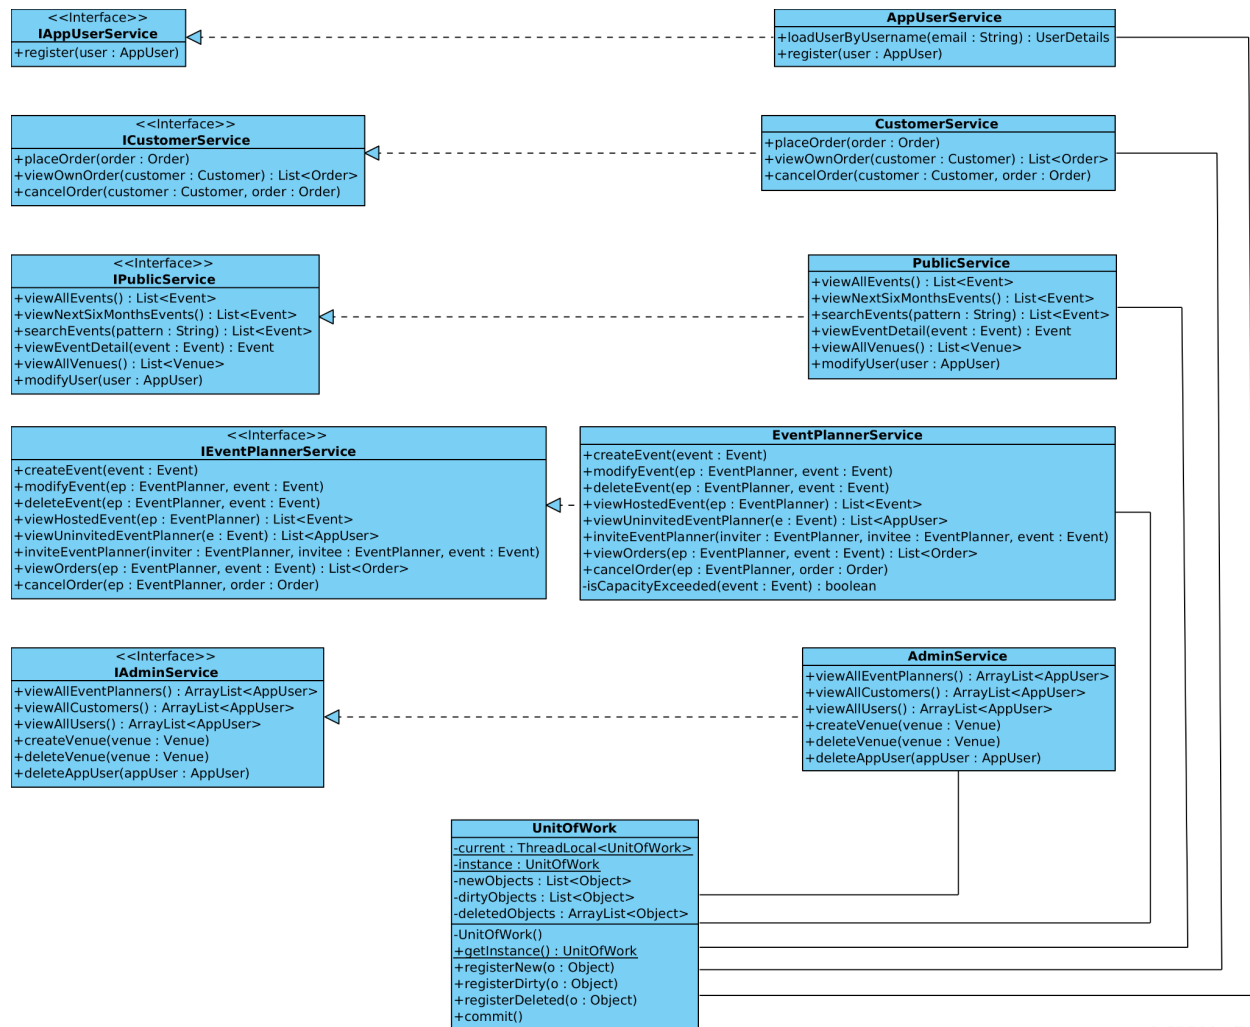 <<Interface>>
IAppUserService
+register(user : AppUser)
AppUserService
+loadUserByUsername(email : String) : UserDetails
+register(user : AppUser)
<<Interface>>
ICustomerService
+placeOrder(order : Order)
+viewOwnOrder(customer : Customer) : List<Order>
+cancelOrder(customer : Customer, order : Order)
CustomerService
+placeOrder(order : Order)
+viewOwnOrder(customer : Customer) : List<Order>
+cancelOrder(customer : Customer, order : Order)
<<Interface>>
IPublicService
+viewAllEvents() : List<Event>
+viewNextSixMonthsEvents() : List<Event>
+searchEvents(pattern : String) : List<Event>
+viewEventDetail(event : Event) : Event
+viewAllVenues() : List<Venue>
+modifyUser(user : AppUser)
PublicService
+viewAllEvents() : List<Event>
+viewNextSixMonthsEvents() : List<Event>
+searchEvents(pattern : String) : List<Event>
+viewEventDetail(event : Event) : Event
+viewAllVenues() : List<Venue>
+modifyUser(user : AppUser)
<<Interface>>
IEventPlannerService
+createEvent(event : Event)
+modifyEvent(ep : EventPlanner, event : Event)
+deleteEvent(ep : EventPlanner, event : Event)
+viewHostedEvent(ep : EventPlanner) : List<Event>
+viewUninvitedEventPlanner(e : Event) : List<AppUser>
+inviteEventPlanner(inviter : EventPlanner, invitee : EventPlanner, event : Event)
+viewOrders(ep : EventPlanner, event : Event) : List<Order>
+cancelOrder(ep : EventPlanner, order : Order)
EventPlannerService
+createEvent(event : Event)
+modifyEvent(ep : EventPlanner, event : Event)
+deleteEvent(ep : EventPlanner, event : Event)
+viewHostedEvent(ep : EventPlanner) : List<Event>
+viewUninvitedEventPlanner(e : Event) : List<AppUser>
+inviteEventPlanner(inviter : EventPlanner, invitee : EventPlanner, event : Event)
+viewOrders(ep : EventPlanner, event : Event) : List<Order>
+cancelOrder(ep : EventPlanner, order : Order)
-isCapacityExceeded(event : Event) : boolean
<<Interface>>
IAdminService
+viewAllEventPlanners() : ArrayList<AppUser>
+viewAllCustomers() : ArrayList<AppUser>
+viewAllUsers() : ArrayList<AppUser>
+createVenue(venue : Venue)
+deleteVenue(venue : Venue)
+deleteAppUser(appUser : AppUser)
AdminService
+viewAllEventPlanners() : ArrayList<AppUser>
+viewAllCustomers() : ArrayList<AppUser>
+viewAllUsers() : ArrayList<AppUser>
+createVenue(venue : Venue)
+deleteVenue(venue : Venue)
+deleteAppUser(appUser : AppUser)
UnitOfWork
-current : ThreadLocal<UnitOfWork>
-instance : UnitOfWork
-newObjects : List<Object>
-dirtyObjects : List<Object>
-deletedObjects : ArrayList<Object>
-UnitOfWork()
+getInstance() : UnitOfWork
+registerNew(o : Object)
+registerDirty(o : Object)
+registerDeleted(o : Object)
+commit()